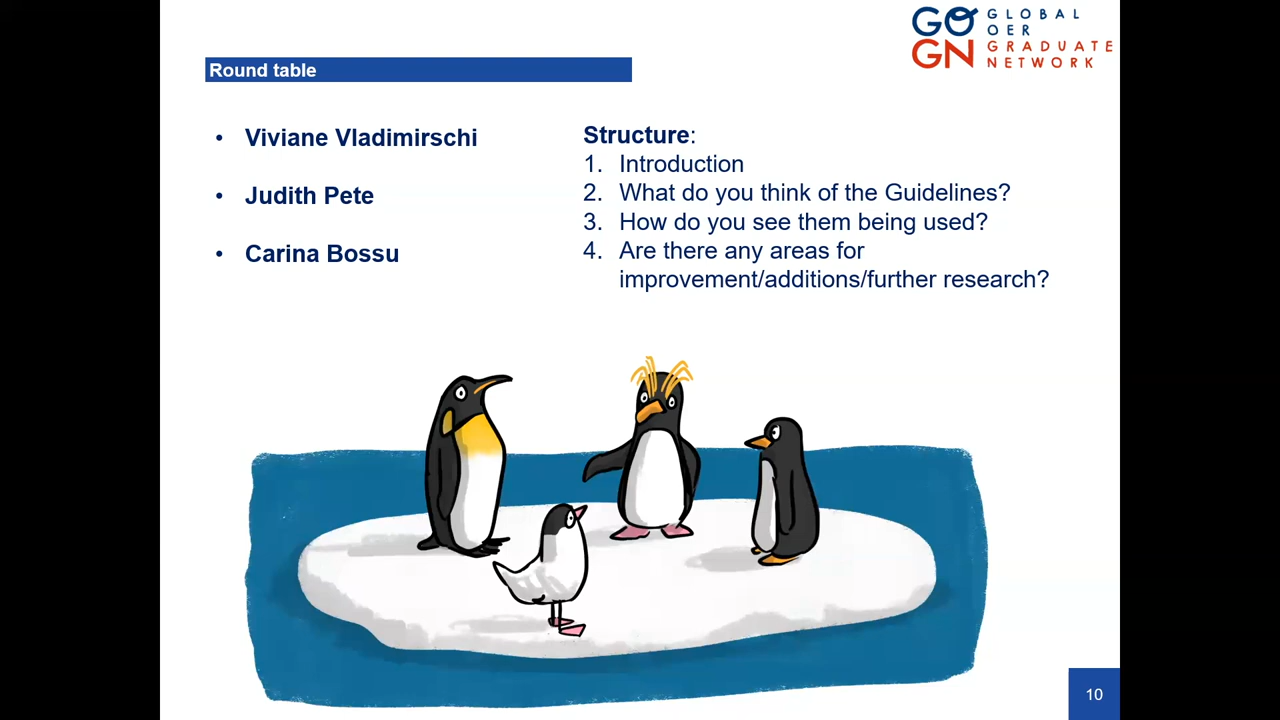 GO GLOBAL
OER
GN GRADUATE
NETWORK
Round table
• Viviane Vladimirschi
• Judith Pete
• Carina Bossu
Structure:
1. Introduction
2. What do you think of the Guidelines?
3. How do you see them being used?
4. Are there any areas for
improvement/additions/further research?
10